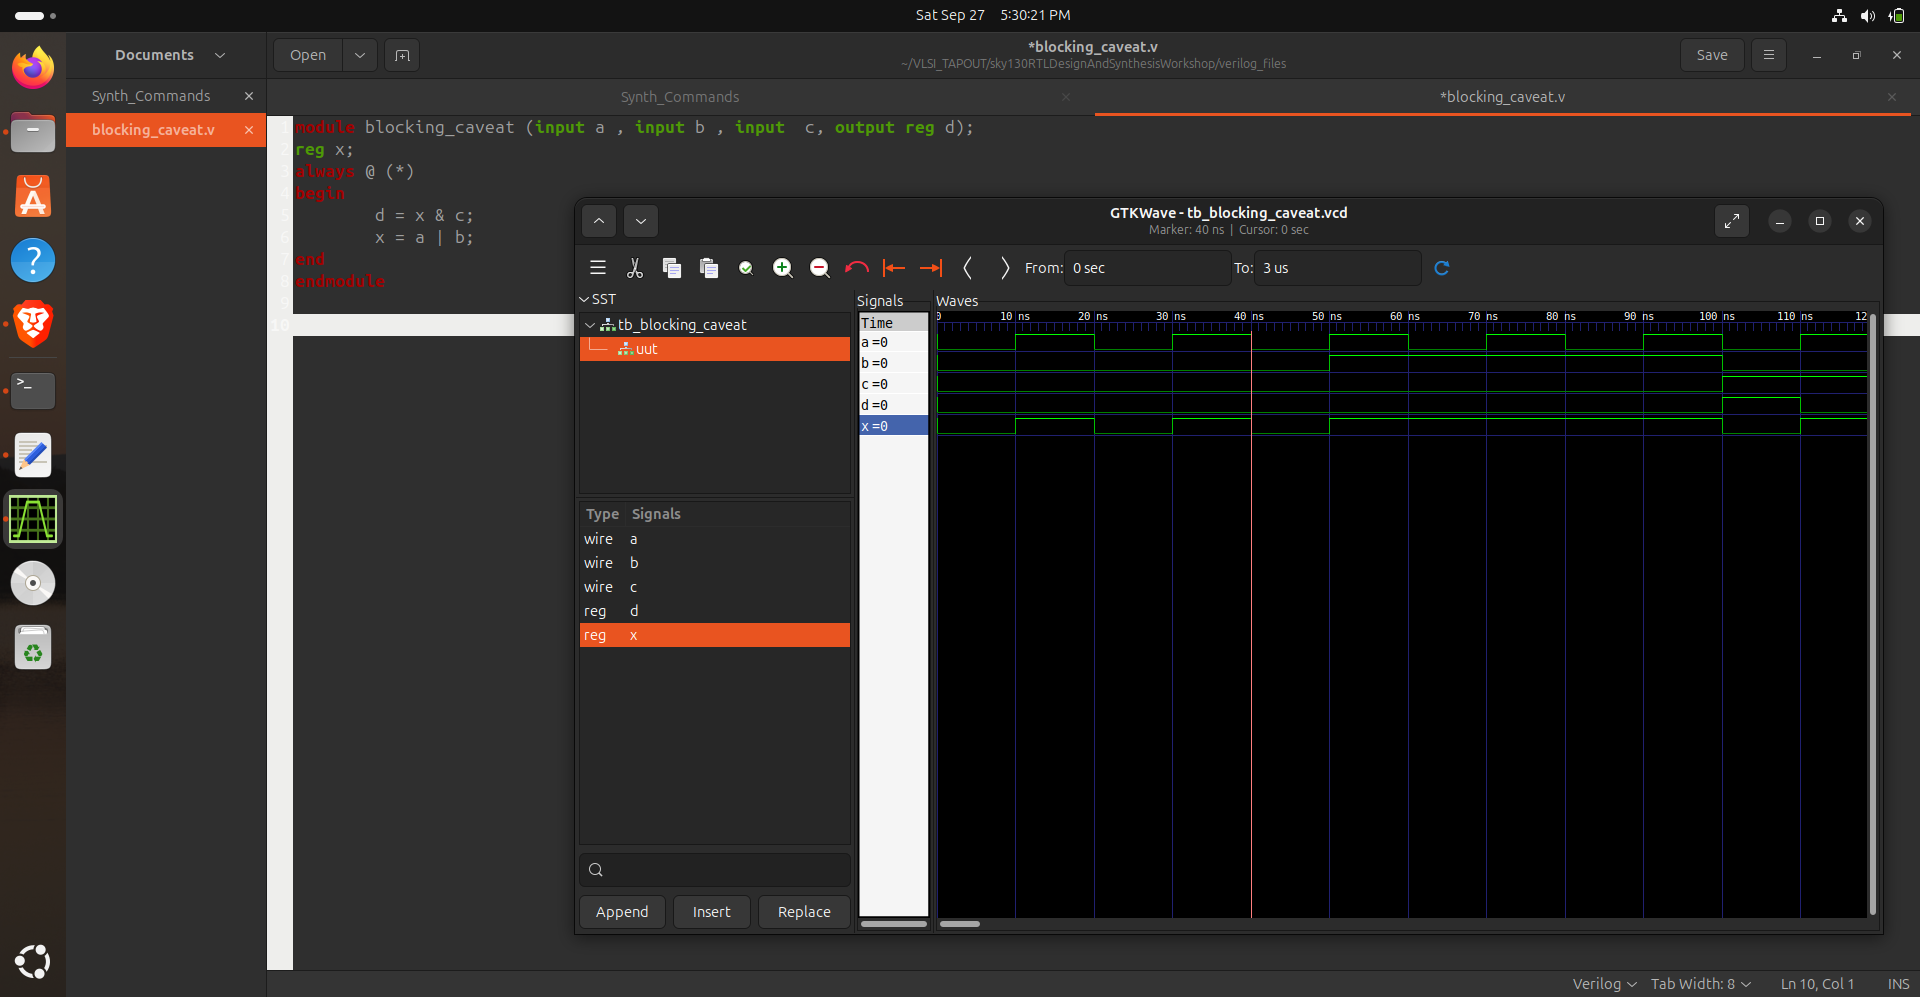 Sat Sep 27 5:30:21 PM
Documents
Open
*blocking_caveat.v
~/VLSI_TAPOUT/sky130RTLDesignAndSynthesisWorkshop/verilog_files
Save
Synth_Commands
blocking_caveat.v
Synth_Commands
*blocking_caveat.v
1 module blocking_caveat (input a , input b , input  c, output reg d);
2 reg x;
3 always @ (*)
4 begin
5         d = x & c;
6         x = a | b;
7 end
8 endmodule
9
10
GTKWave - tb_blocking_caveat.vcd
Marker: 40 ns | Cursor: 0 sec
From: 0 sec To: 3 us
SST
tb_blocking_caveat
uut
Type Signals
wire a
wire b
wire c
reg d
reg x
Append Insert Replace
Signals
Time
a =0
b =0
c =0
d =0
x =0
Waves
0 10 ns 20 ns 30 ns 40 ns 50 ns 60 ns 70 ns 80 ns 90 ns 100 ns 110 ns 12
Verilog Tab Width: 8 Ln 10, Col 1 INS